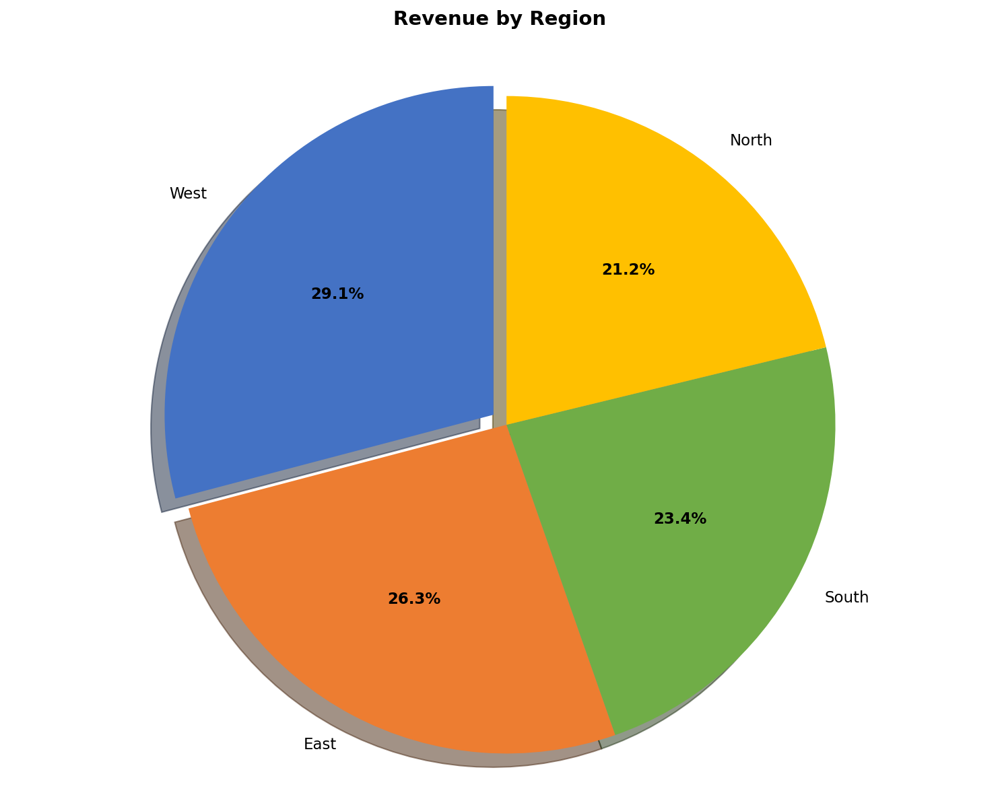 Revenue by Region
North
West
21.2%
29.1%
23.4%
South
26.3%
East